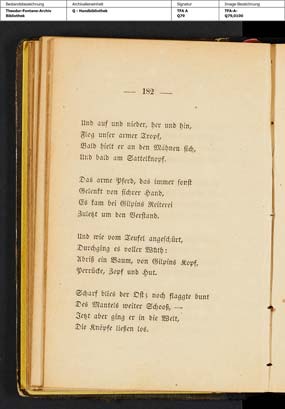 Bestandsbezeichnung Archivalieneinheit Signatur Image-Bezeichnung
Theodor-Fontane-Archiv Q - Handbibliothek TFA A TFA-A-
Bibliothek Q79 Q79,0100
— 182 —
Und auf und nieder, her und hin,
Flog unser armer Tropf,
Bald hielt er an den Mähnen sich,
Und bald am Sattelknopf.
Das arme Pferd, das immer sonst
Gelenkt von sichrer Hand,
Es kam bei Gilpins Reiterei
Zuletzt um den Verstand.
Und wie vom Teufel angeschürt,
Durchging es voller Wuth:
Abriß ein Baum, von Gilpins Kopf,
Perrücke, Zopf und Hut.
Scharf blies der Ost; noch flaggte bunt
Des Mantels weiter Schooß, —
Jetzt aber ging er in die Welt,
Die Knöpfe ließen los.